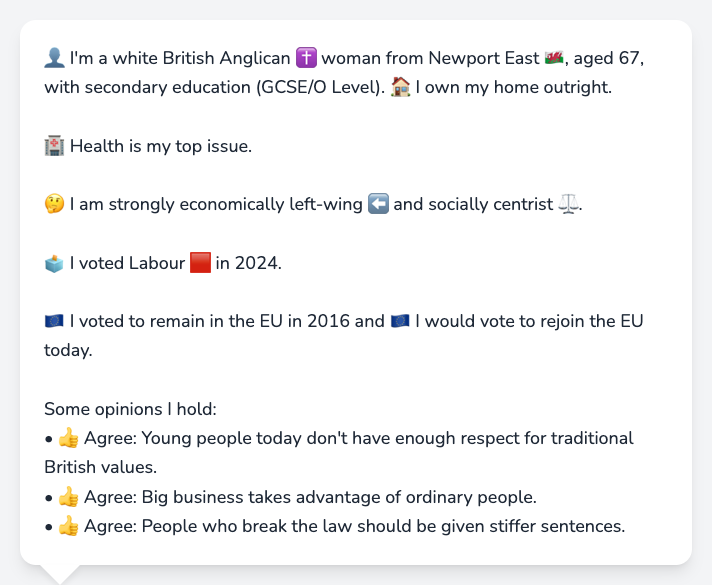 👤 I'm a white British Anglican ✝️ woman from Newport East 🏴󠁧󠁢󠁷󠁬󠁳󠁿, aged 67,
with secondary education (GCSE/O Level). 🏠 I own my home outright.
🏥 Health is my top issue.
🤔 I am strongly economically left-wing ⬅️ and socially centrist ⚖️.
🗳️ I voted Labour 🟥 in 2024.
🇪🇺 I voted to remain in the EU in 2016 and 🇪🇺 I would vote to rejoin the EU
today.
Some opinions I hold:
• 👍 Agree: Young people today don't have enough respect for traditional
British values.
• 👍 Agree: Big business takes advantage of ordinary people.
• 👍 Agree: People who break the law should be given stiffer sentences.